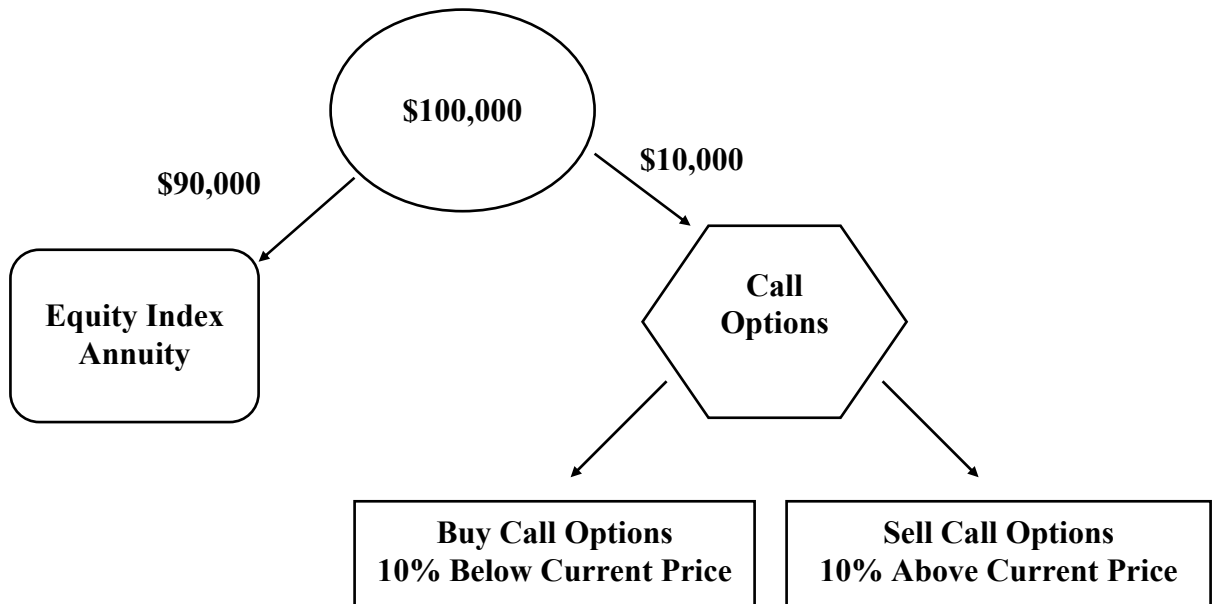 $100,000
$90,000
$10,000
Equity Index
Annuity
Call
Options
Buy Call Options
10% Below Current Price
Sell Call Options
10% Above Current Price